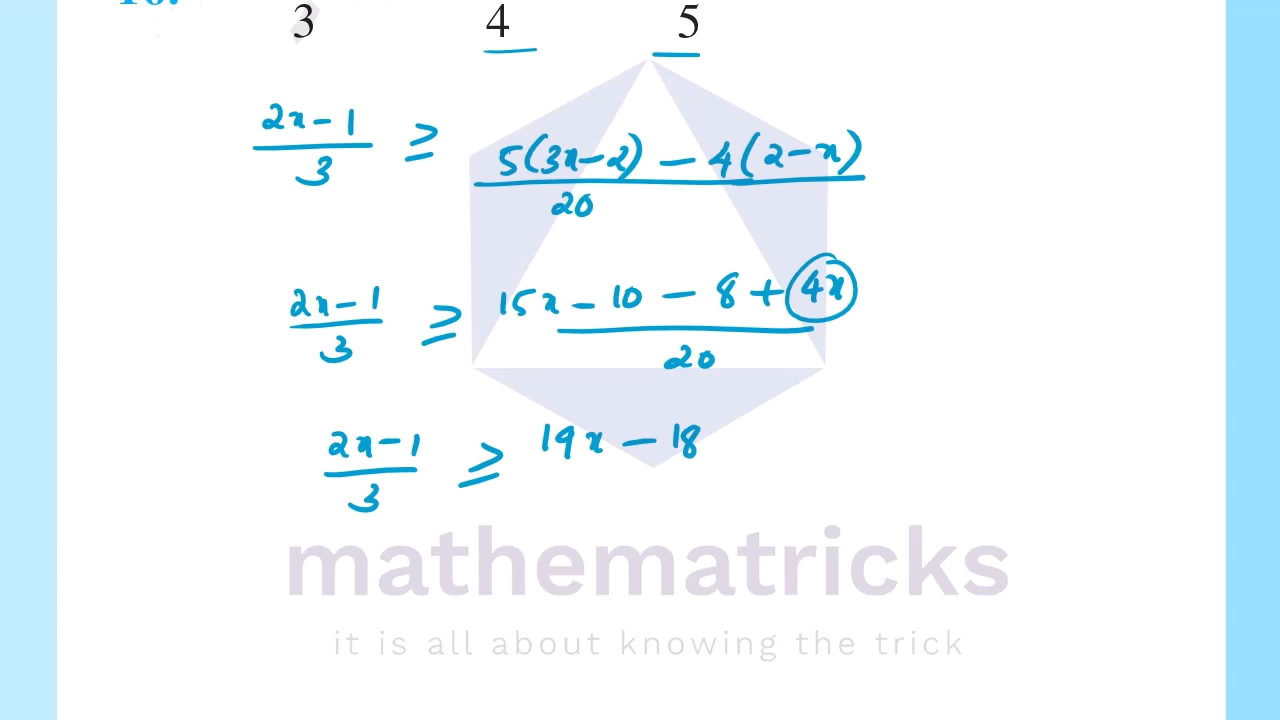 3 4 5
2x-1/3 ≥ 5(3x-2) - 4(2-x)/20
2x-1/3 ≥ 15x - 10 - 8 + 4x/20
2x-1/3 ≥ 19x - 18
mathematricks
it is all about knowing the trick